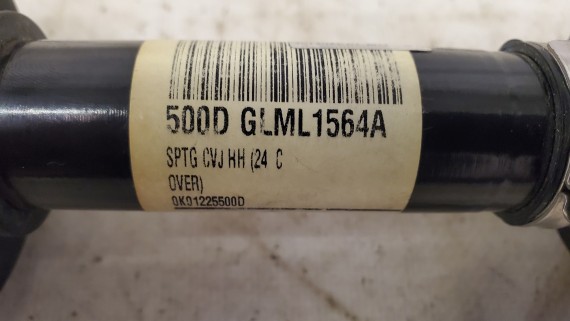 500D GLML1564A
SPTG CVJ HH (24 C
OVER)
0K01225500D